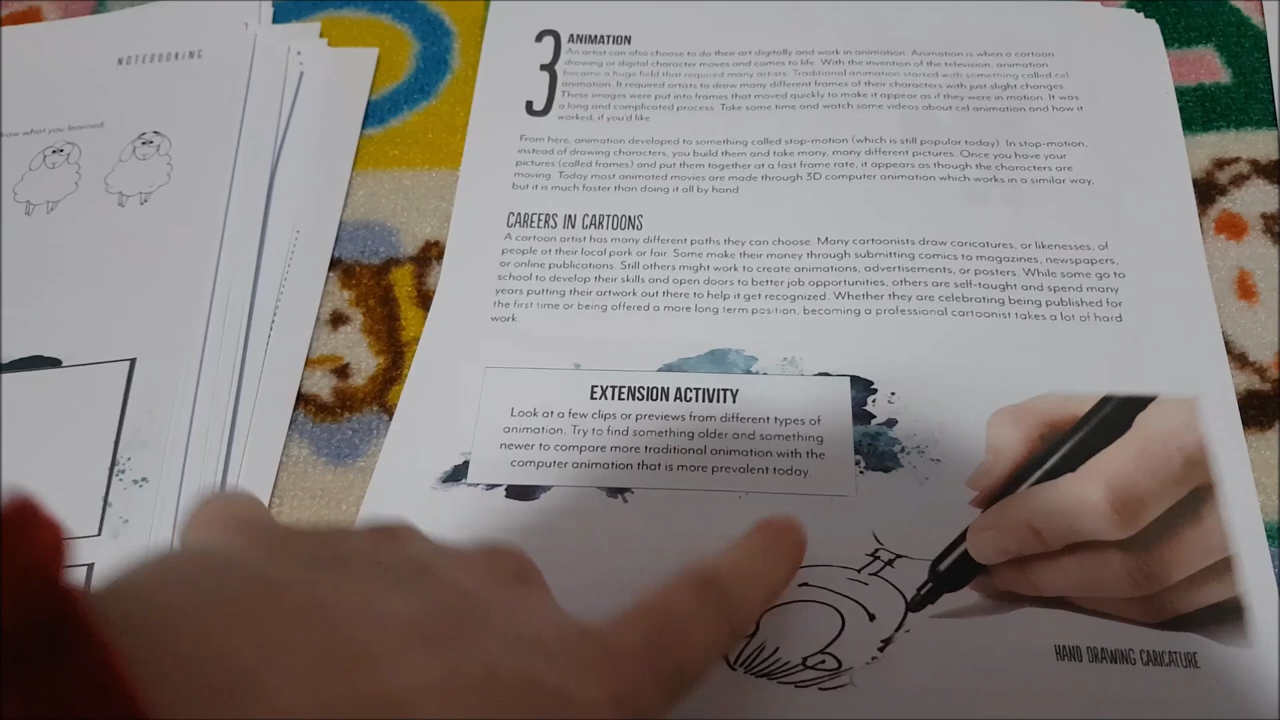 NOTEBOOKING
what you learned.
3
ANIMATION
An artist can also choose to do their art digitally and work in animation. Animation is when a cartoon
drawing or digital character moves and comes to life. With the invention of the television, animation
became a huge field that required many artists. Traditional animation started with something called cel
animation. It required artists to draw many different frames of their characters with just slight changes.
These images were put into frames that moved quickly to make it appear as if they were in motion. It was
a long and complicated process. Take some time and watch some videos about cel animation and how it
worked, if you'd like.
From here, animation developed to something called stop-motion (which is still popular today). In stop-motion,
instead of drawing characters, you build them and take many, many different pictures. Once you have your
pictures (called frames) and put them together at a fast frame rate, it appears as though the characters are
moving. Today most animated movies are made through 3D computer animation which works in a similar way,
but it is much faster than doing it all by hand.
CAREERS IN CARTOONS
A cartoon artist has many different paths they can choose. Many cartoonists draw caricatures, or likenesses, of
people at their local park or fair. Some make their money through submitting comics to magazines, newspapers,
or online publications. Still others might work to create animations, advertisements, or posters. While some go to
school to develop their skills and open doors to better job opportunities, others are self-taught and spend many
years putting their artwork out there to help it get recognized. Whether they are celebrating being published for
the first time or being offered a more long term position, becoming a professional cartoonist takes a lot of hard
work.
EXTENSION ACTIVITY
Look at a few clips or previews from different types of
animation. Try to find something older and something
newer to compare more traditional animation with the
computer animation that is more prevalent today.
HAND DRAWING CARICATURE